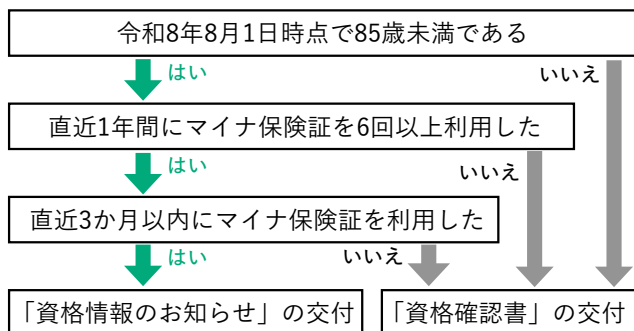 令和8年8月1日時点で85歳未満である
はい
いいえ
直近1年間にマイナ保険証を6回以上利用した
はい
いいえ
直近3か月以内にマイナ保険証を利用した
はい
いいえ
「資格情報のお知らせ」の交付
「資格確認書」の交付